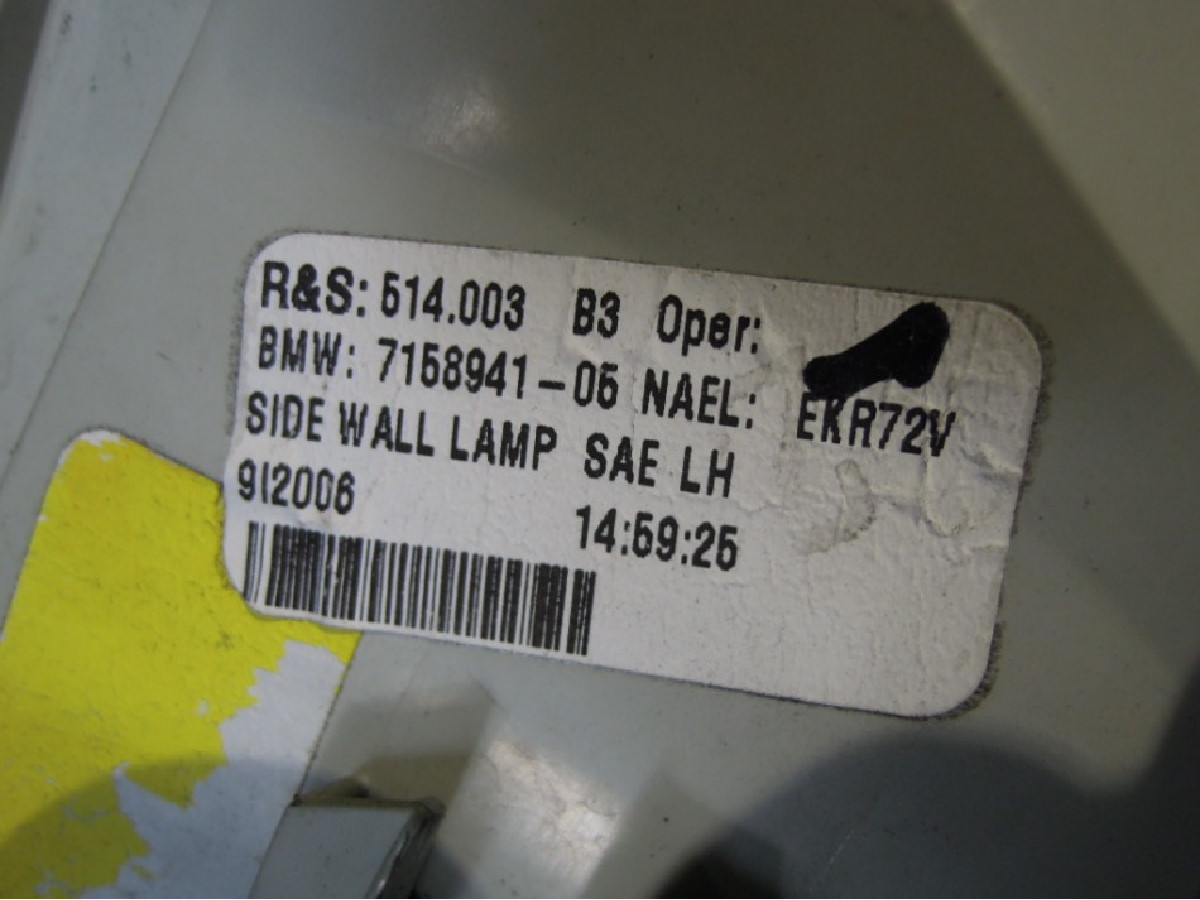 R&S: 514.003 B3 Oper:
BMW: 7158941-05 NAEL: EKR72V
SIDE WALL LAMP SAE LH
9I2006 14:59:25